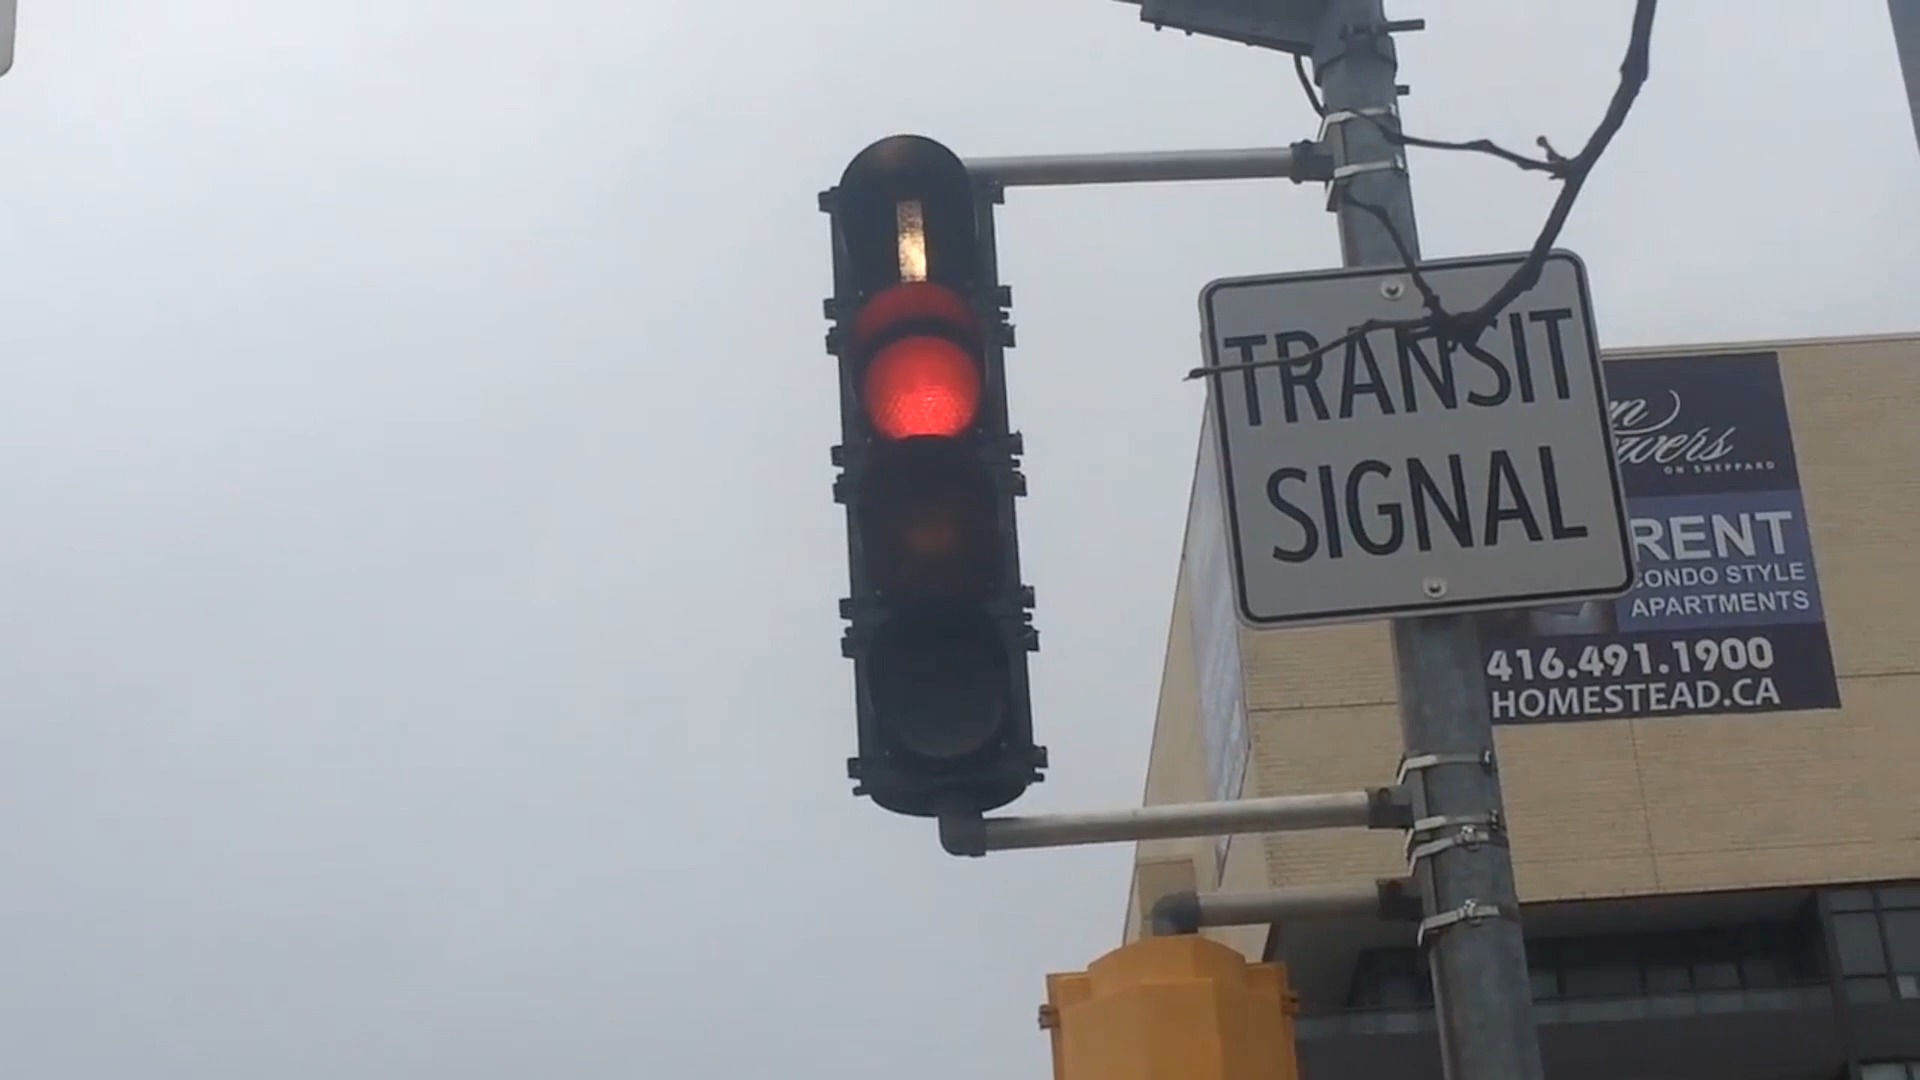 TRANSIT
SIGNAL
ON SHEPPARD
RENT
CONDO STYLE
APARTMENTS
416.491.1900
HOMESTEAD.CA